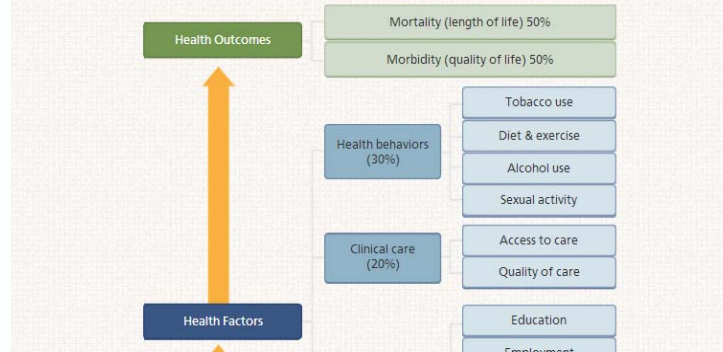 Health Outcomes
Mortality (length of life) 50%
Morbidity (quality of life) 50%
Health behaviors
(30%)
Tobacco use
Diet & exercise
Alcohol use
Sexual activity
Clinical care
(20%)
Access to care
Quality of care
Health Factors
Education
Employment